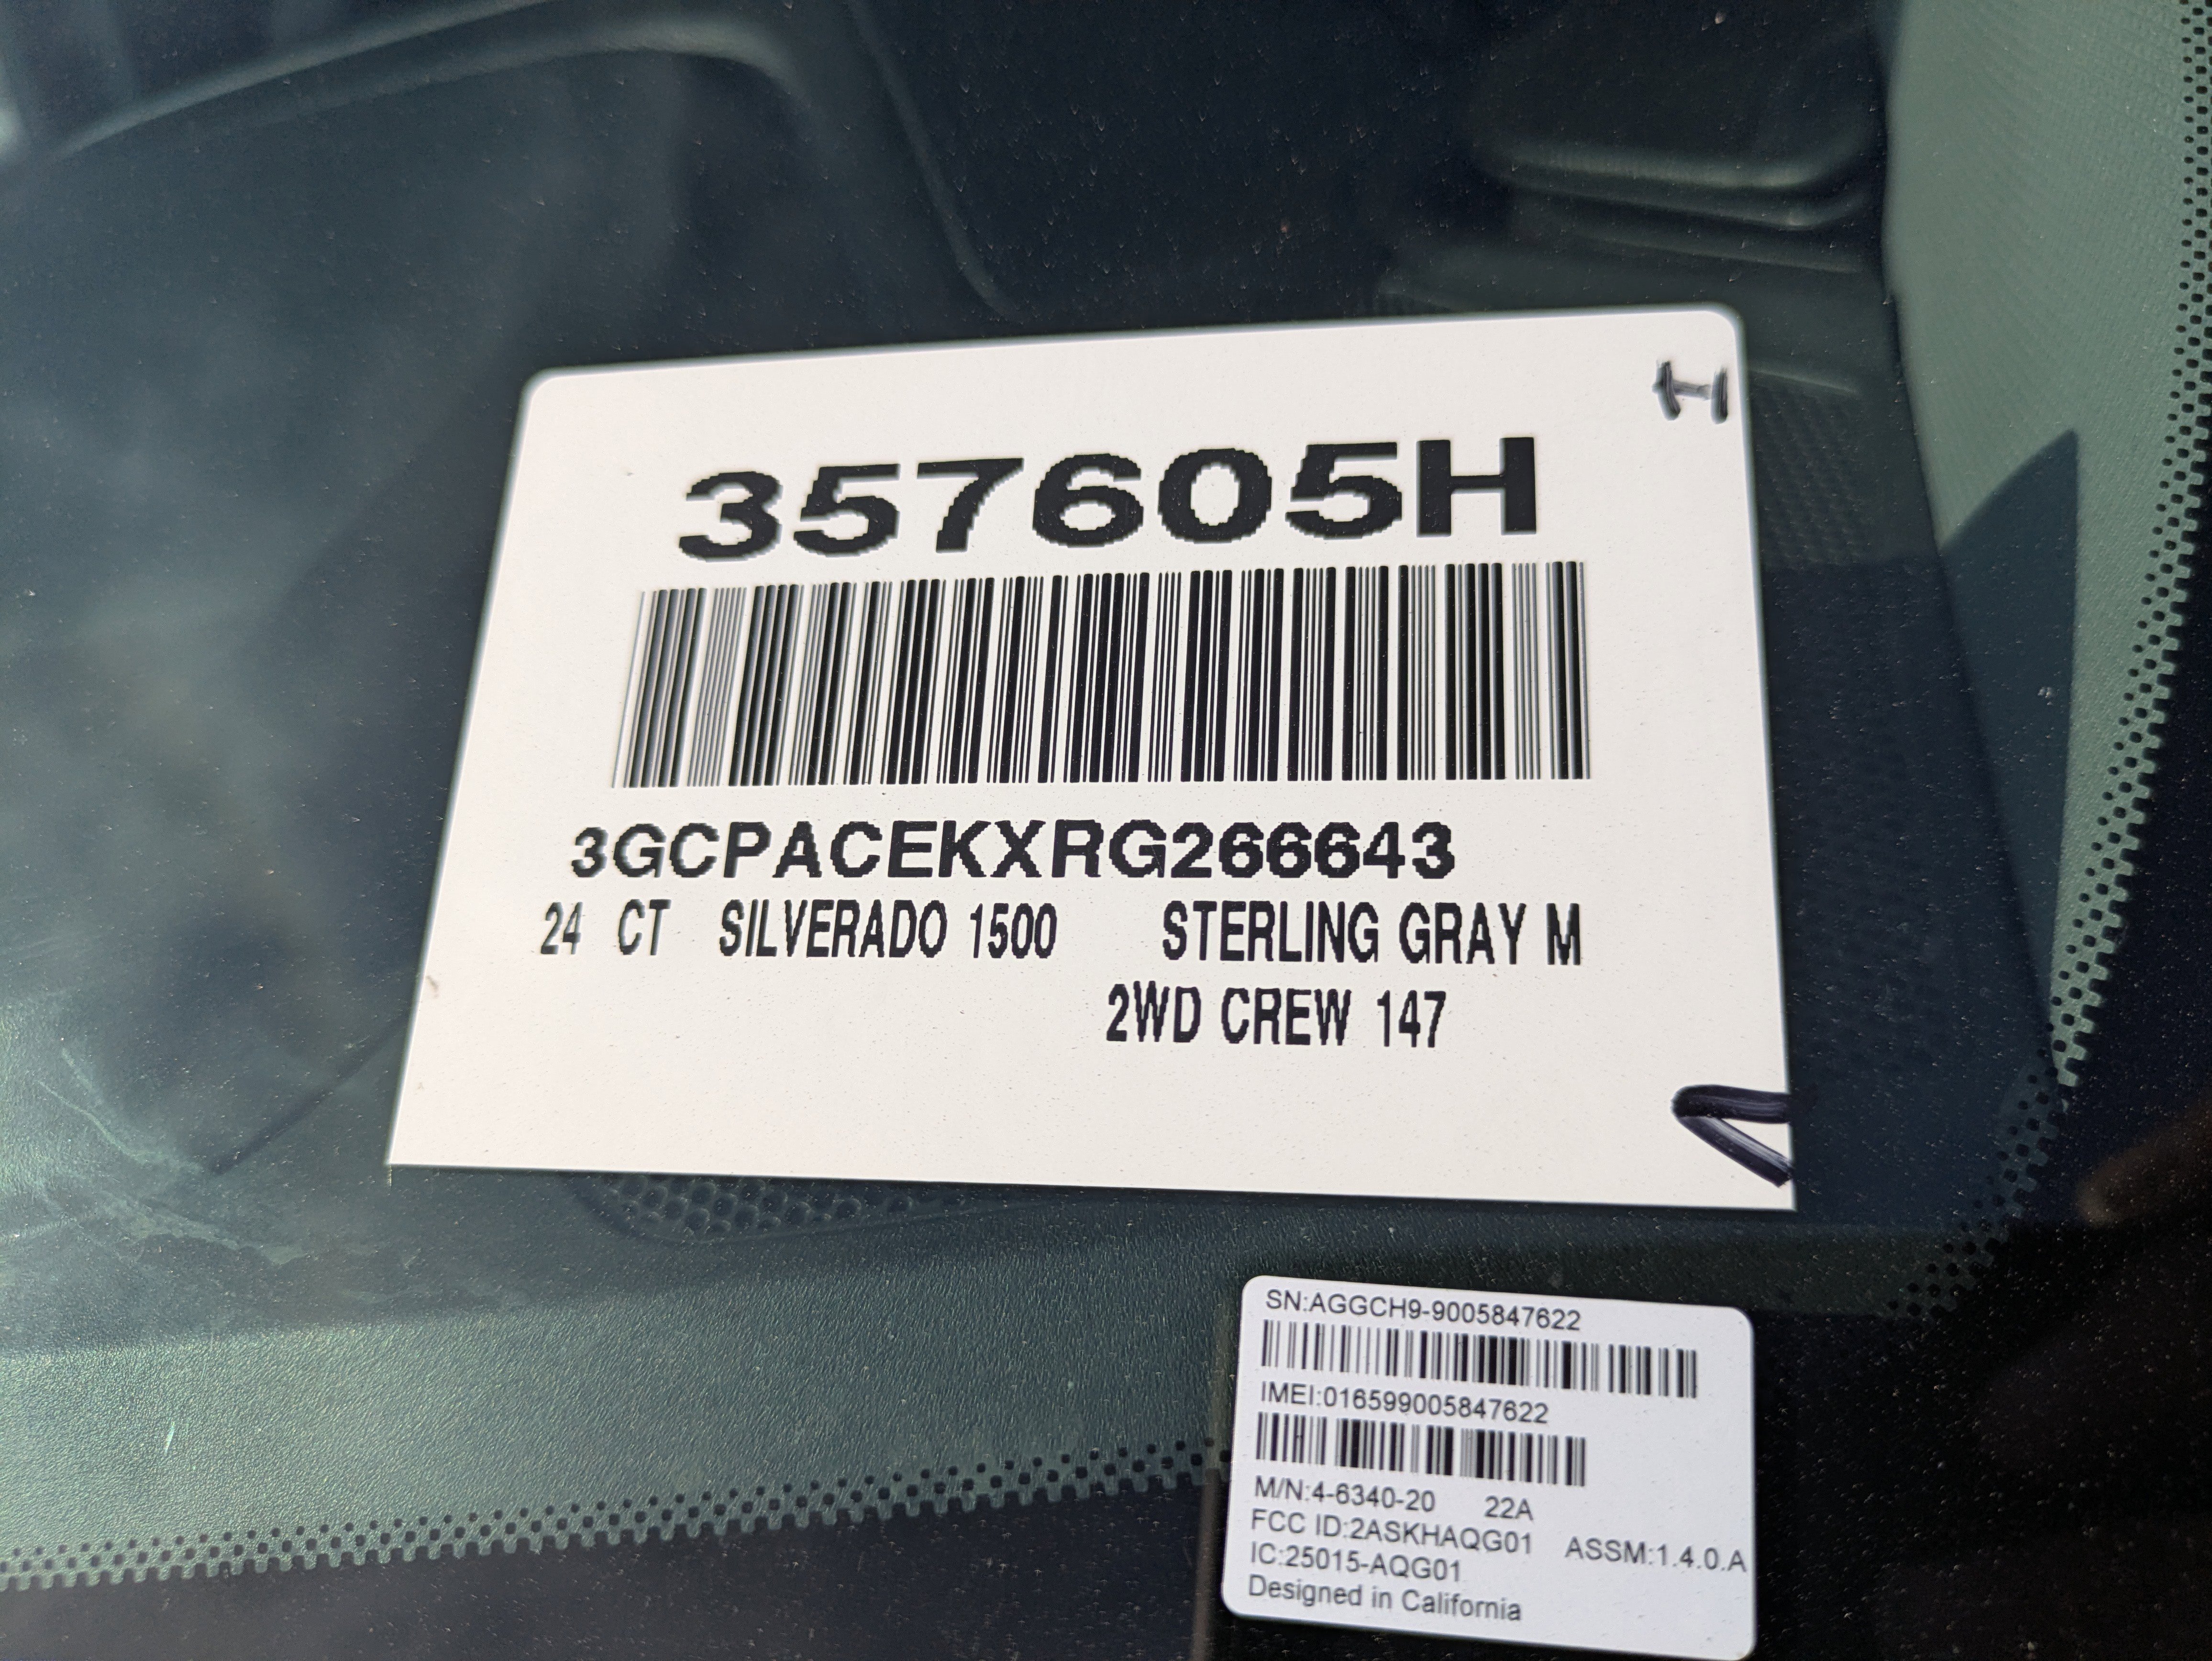 H
357605H
3GCPACEKXRG266643
24 CT SILVERADO 1500 STERLING GRAY M
2WD CREW 147
SN:AGGCH9-9005847622
IMEI:016599005847622
M/N:4-6340-20 22A
FCC ID:2ASKHAQG01 ASSM:1.4.0.A
IC:25015-AQG01
Designed in California